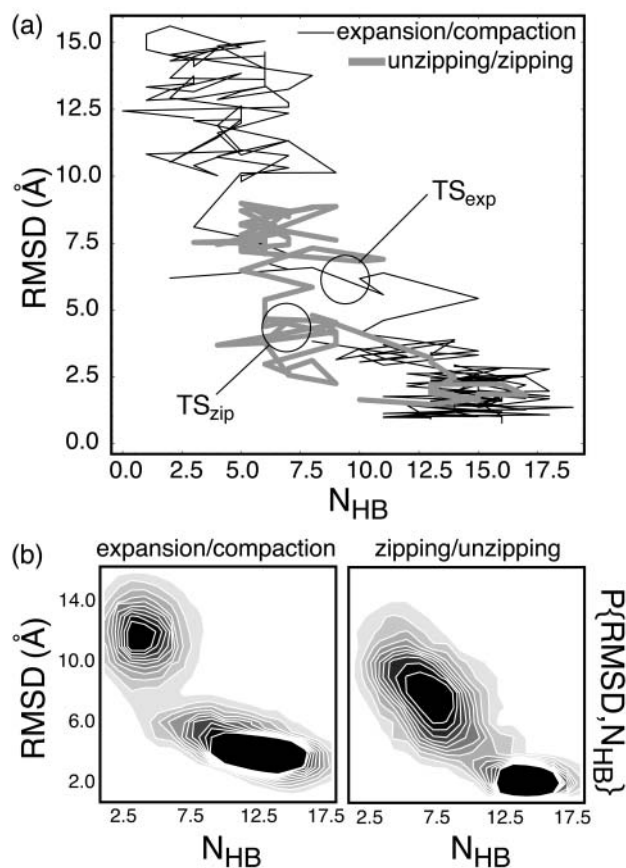 (a)
expansion/compaction
unzipping/zipping
15.0
12.5
10.0
7.5
5.0
2.5
0.0
RMSD (Å)
TSexp
TSzip
0.0 2.5 5.0 7.5 10.0 12.5 15.0 17.5
NHB
(b)
expansion/compaction zipping/unzipping
14.0
10.0
6.0
2.0
RMSD (Å)
P{RMSD,NHB}
2.5 7.5 12.5 17.5 2.5 7.5 12.5 17.5
NHB NHB